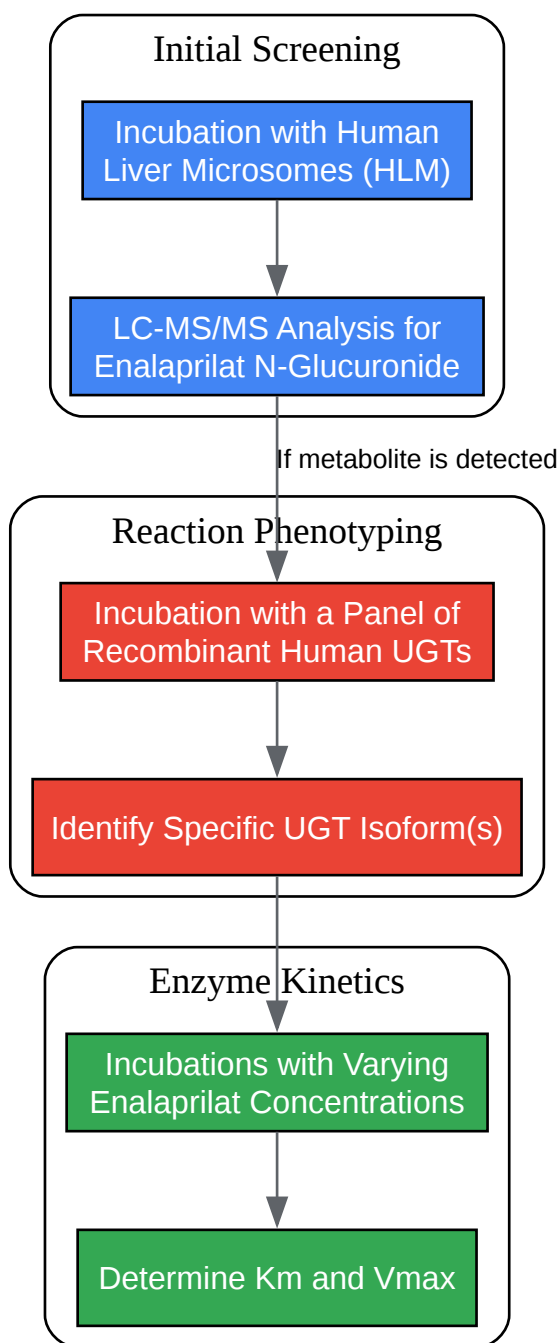 Initial Screening
Incubation with Human
Liver Microsomes (HLM)
LC-MS/MS Analysis for
Enalaprilat N-Glucuronide
If metabolite is detected
Reaction Phenotyping
Incubation with a Panel of
Recombinant Human UGTs
Identify Specific UGT Isoform(s)
Enzyme Kinetics
Incubations with Varying
Enalaprilat Concentrations
Determine Km and Vmax